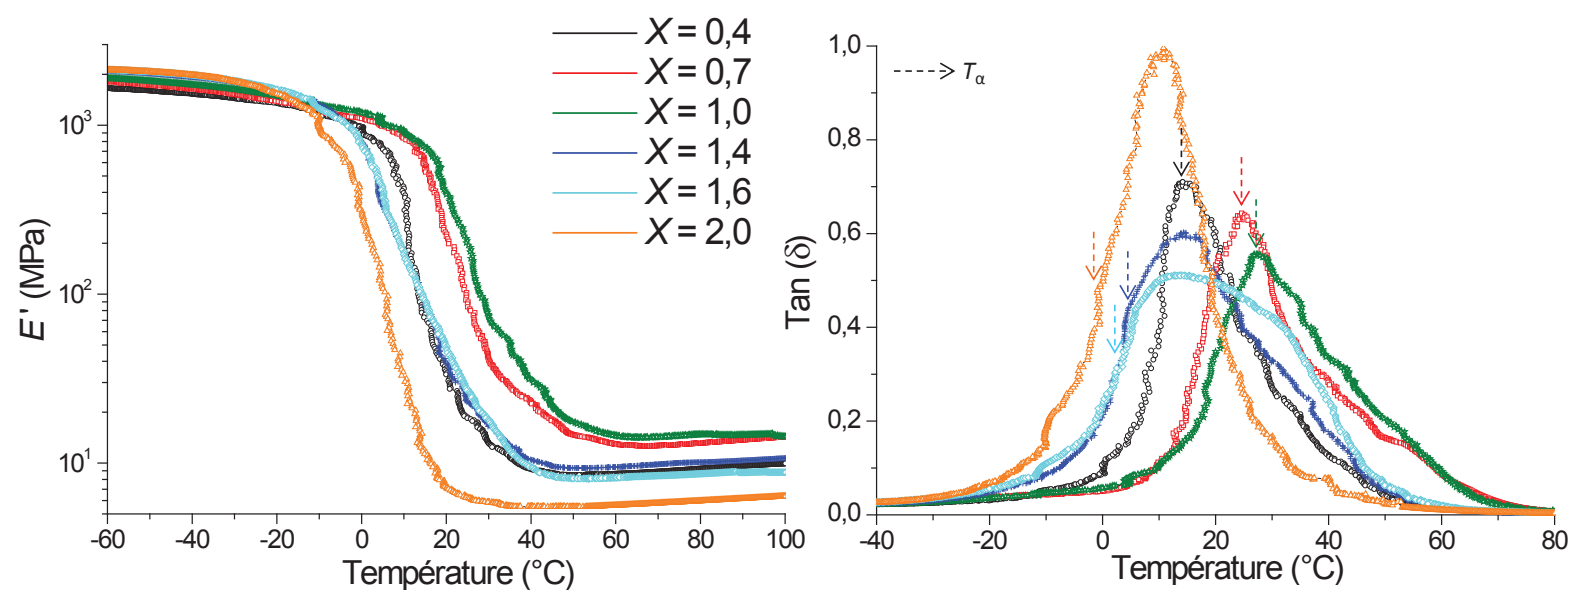 X = 0,4
X = 0,7
X = 1,0
X = 1,4
X = 1,6
X = 2,0
10³
10²
10¹
E' (MPa)
-60 -40 -20 0 20 40 60 80 100
Température (°C)
Tα
1,0
0,8
0,6
0,4
0,2
0,0
Tan (δ)
-40 -20 0 20 40 60 80
Température (°C)